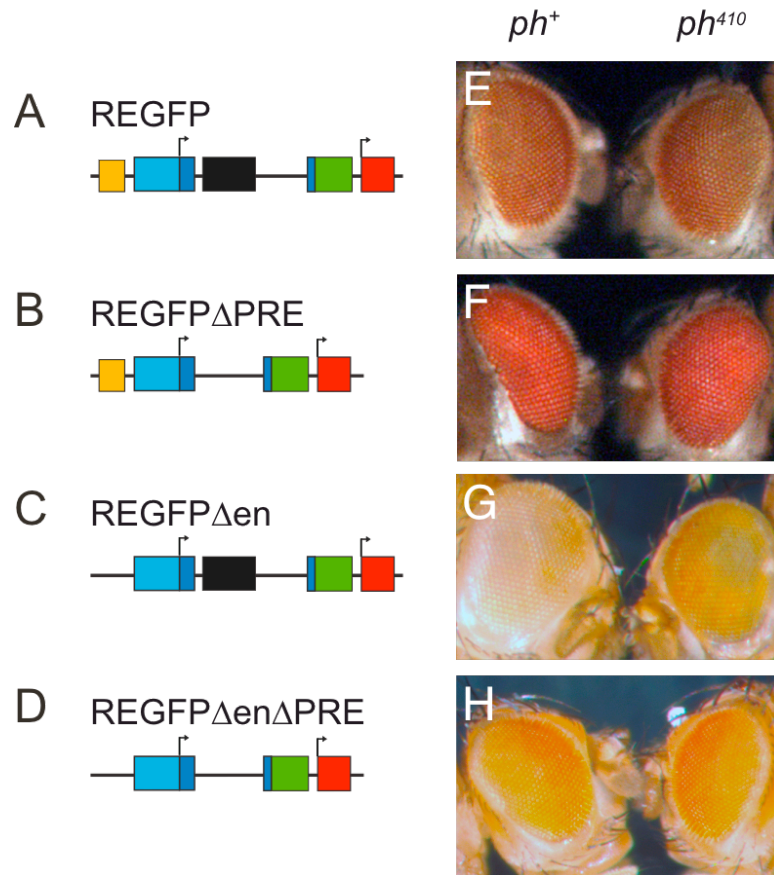 ph⁺ ph⁴¹⁰
A REGFP E
B REGFPΔPRE F
C REGFPΔen G
D REGFPΔenΔPRE H